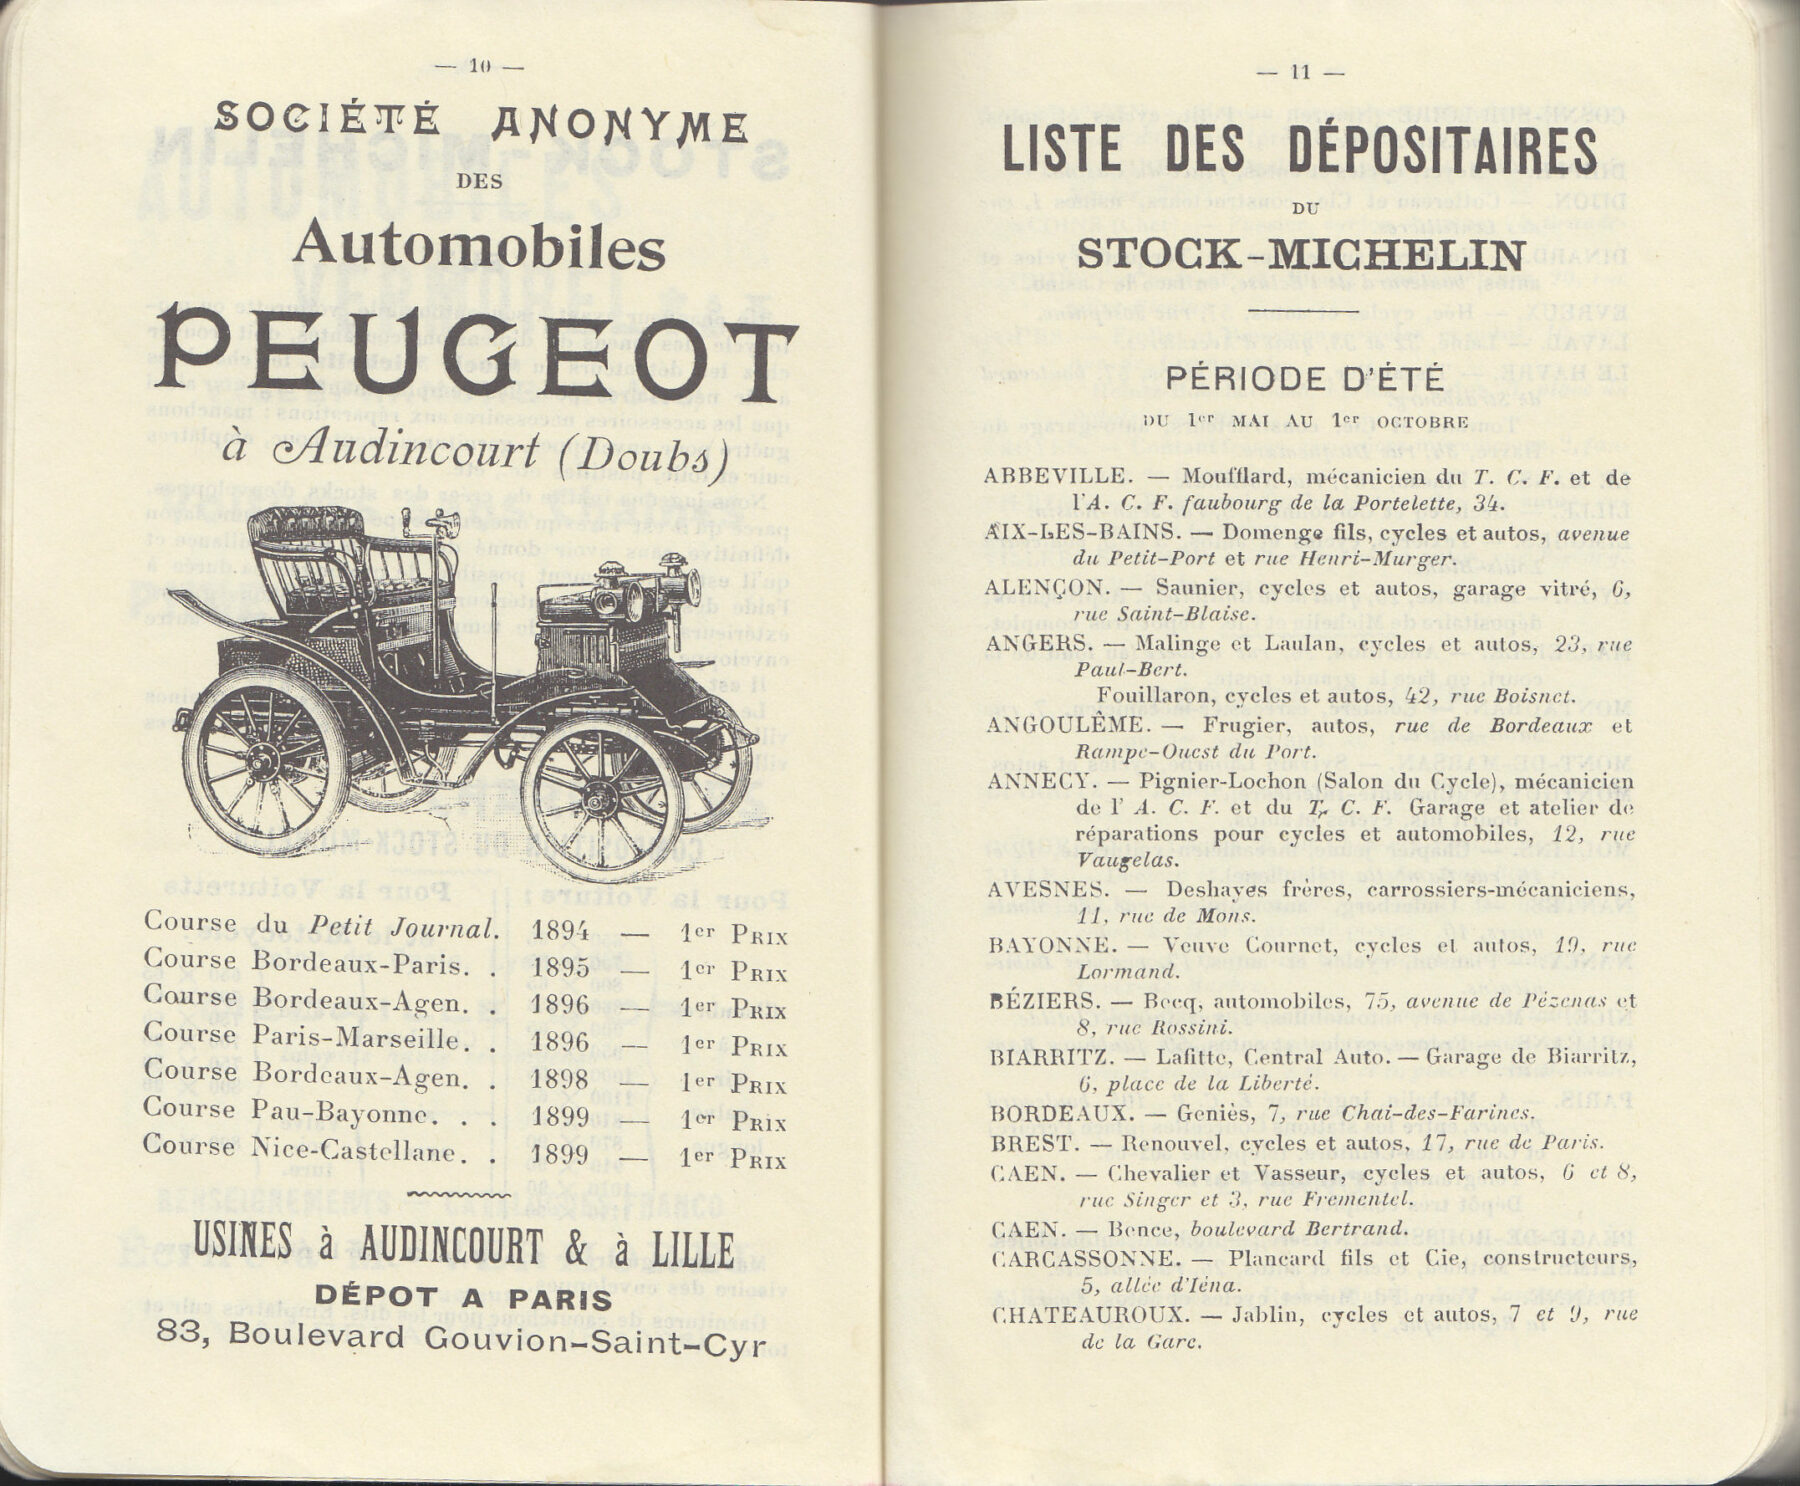 — 10 —
SOCIÉTÉ ANONYME
DES
Automobiles
PEUGEOT
à Audincourt (Doubs)
Course du Petit Journal. 1894 — 1er PRIX
Course Bordeaux-Paris. . 1895 — 1er PRIX
Course Bordeaux-Agen. . 1896 — 1er PRIX
Course Paris-Marseille. . 1896 — 1er PRIX
Course Bordeaux-Agen. . 1898 — 1er PRIX
Course Pau-Bayonne. . . 1899 — 1er PRIX
Course Nice-Castellane. . 1899 — 1er PRIX
USINES à AUDINCOURT & à LILLE
DÉPOT A PARIS
83, Boulevard Gouvion-Saint-Cyr
— 11 —
LISTE DES DÉPOSITAIRES
DU
STOCK-MICHELIN
PÉRIODE D'ÉTÉ
DU 1er MAI AU 1er OCTOBRE
ABBEVILLE. — Moufflard, mécanicien du T. C. F. et de
l'A. C. F. faubourg de la Portelette, 34.
AIX-LES-BAINS. — Domenge fils, cycles et autos, avenue
du Petit-Port et rue Henri-Murger.
ALENÇON. — Saunier, cycles et autos, garage vitré, 6,
rue Saint-Blaise.
ANGERS. — Malinge et Laulan, cycles et autos, 23, rue
Paul-Bert.
Fouillaron, cycles et autos, 42, rue Boisnet.
ANGOULÊME. — Frugier, autos, rue de Bordeaux et
Rampe-Ouest du Port.
ANNECY. — Pignier-Lochon (Salon du Cycle), mécanicien
de l' A. C. F. et du T. C. F. Garage et atelier de
réparations pour cycles et automobiles, 12, rue
Vaugelas.
AVESNES. — Deshayes frères, carrossiers-mécaniciens,
11, rue de Mons.
BAYONNE. — Veuve Cournet, cycles et autos, 19, rue
Lormand.
BÉZIERS. — Becq, automobiles, 75, avenue de Pézenas et
8, rue Rossini.
BIARRITZ. — Lafitte, Central Auto. — Garage de Biarritz,
6, place de la Liberté.
BORDEAUX. — Geniès, 7, rue Chai-des-Farines.
BREST. — Renouvel, cycles et autos, 17, rue de Paris.
CAEN. — Chevalier et Vasseur, cycles et autos, 6 et 8,
rue Singer et 3, rue Frementel.
CAEN. — Bence, boulevard Bertrand.
CARCASSONNE. — Plancard fils et Cie, constructeurs,
5, allée d'Iéna.
CHATEAUROUX. — Jablin, cycles et autos, 7 et 9, rue
de la Gare.